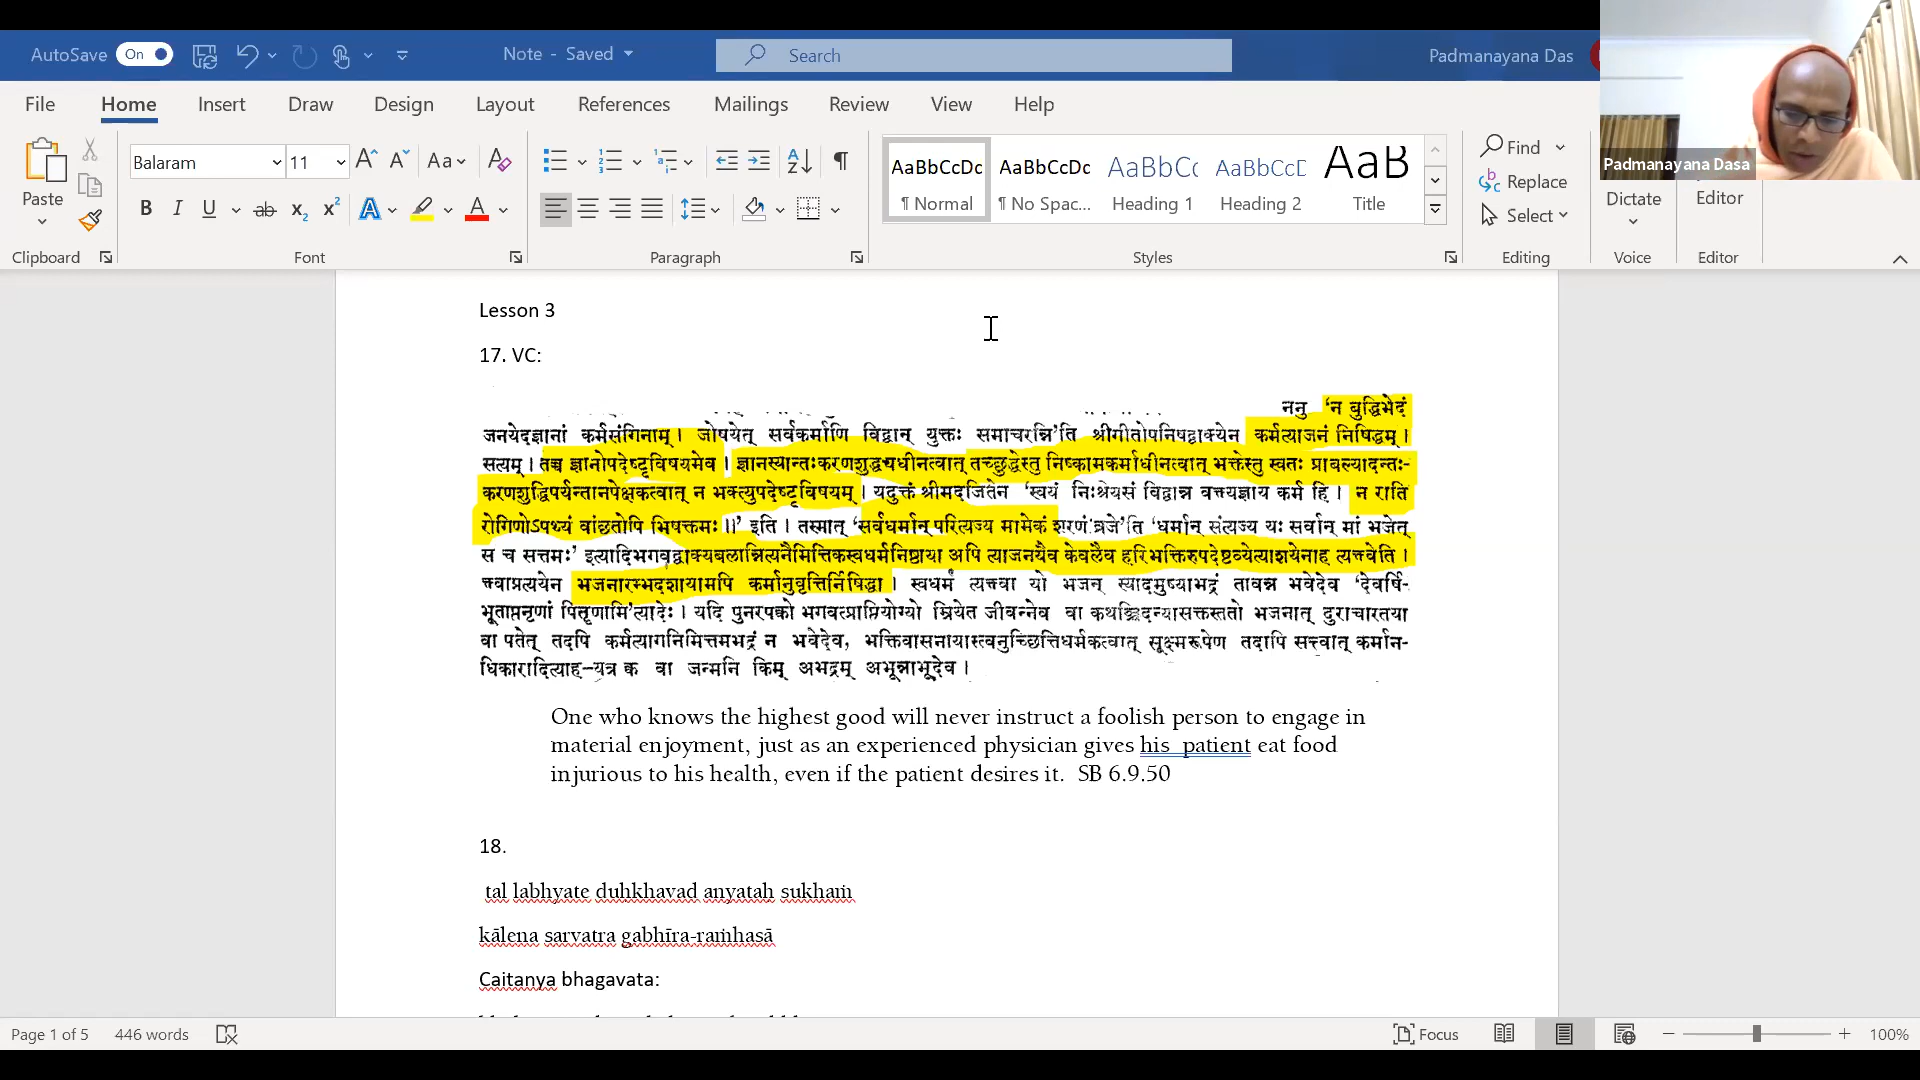 AutoSave On Note - Saved Search Padmanayana Das
File Home Insert Draw Design Layout References Mailings Review View Help
Padmanayana Dasa
Balaram 11 Aa
Paste
B I U ab x2 x2 A A
AaBbCcDc AaBbCcDc AaBbCc AaBbCcD AaB
¶ Normal ¶ No Spac... Heading 1 Heading 2 Title
Find
Replace
Select
Dictate Editor
Clipboard Font Paragraph Styles Editing Voice Editor
Lesson 3
17. VC:
ननु ‘न बुद्धिभेदं
जनयेदज्ञानां कर्मसंगिनाम् । जोषयेत् सर्वकर्माणि विद्वान् युक्तः समाचरन्नि’ति श्रीगीतोपनिषद्वाक्येन कर्मत्याजनं निषिद्धम् ।
सत्यम् । तच्च ज्ञानोपदेष्टृविषयमेव । ज्ञानस्यान्तःकरणशुद्ध्यधीनत्वात् तच्छुद्धेस्तु निष्कामकर्माधीनत्वात् भक्तेस्तु स्वतः प्राबल्यादन्तः-
करणशुद्धिपर्यन्तानपेक्षकत्वात् न भक्त्युपदेष्टृविषयम् । यदुक्तं श्रीमदजितेन ‘स्वयं निःश्रेयसं विद्वान्न वक्त्यज्ञाय कर्म हि । न राति
रोगिणोऽपथ्यं वांछतोपि भिषक्तमः ॥’ इति । तस्मात् ‘सर्वधर्मान् परित्यज्य मामेकं शरणं व्रजे’ति ‘धर्मान् संत्यज्य यः सर्वान् मां भजेत्
स च सत्तमः’ इत्यादिभगवद्वाक्यबलान्नित्यनैमित्तिकस्वधर्मनिष्ठाया अपि त्याजनयैव केवलैव हरिभक्तिरुपदेष्टव्येत्याशयेनाह त्यक्त्वेति ।
क्त्वाप्रत्ययेन भजनारम्भदशायामपि कर्मानुवृत्तिर्निषिद्धा । स्वधर्मं त्यक्त्वा यो भजन् स्यादमुष्याभद्रं तावन्न भवेदेव ‘देवर्षि-
भूताप्तनृणां पितॄणामि’त्यादेः । यदि पुनरपक्वो भगवत्प्राप्तियोग्यो म्रियेत जीवन्नेव वा कथञ्चिदन्यासक्तस्ततो भजनात् दुराचारतया
वा पतेत् तदपि कर्मत्यागनिमित्तमभद्रं न भवेदेव, भक्तिवासनायास्त्वनुच्छित्तिधर्मकत्वात् सूक्ष्मरूपेण तदापि सत्त्वात् कर्मान-
धिकारादित्याह–यत्र क्व वा जन्मनि किम् अभद्रम् अभून्नाभूदेव ।
One who knows the highest good will never instruct a foolish person to engage in
material enjoyment, just as an experienced physician gives his patient eat food
injurious to his health, even if the patient desires it. SB 6.9.50
18.
tal labhyate duḥkhavad anyataḥ sukhaṁ
kālena sarvatra gabhīra-raṁhasā
Caitanya bhagavata:
Page 1 of 5 446 words Focus 100%